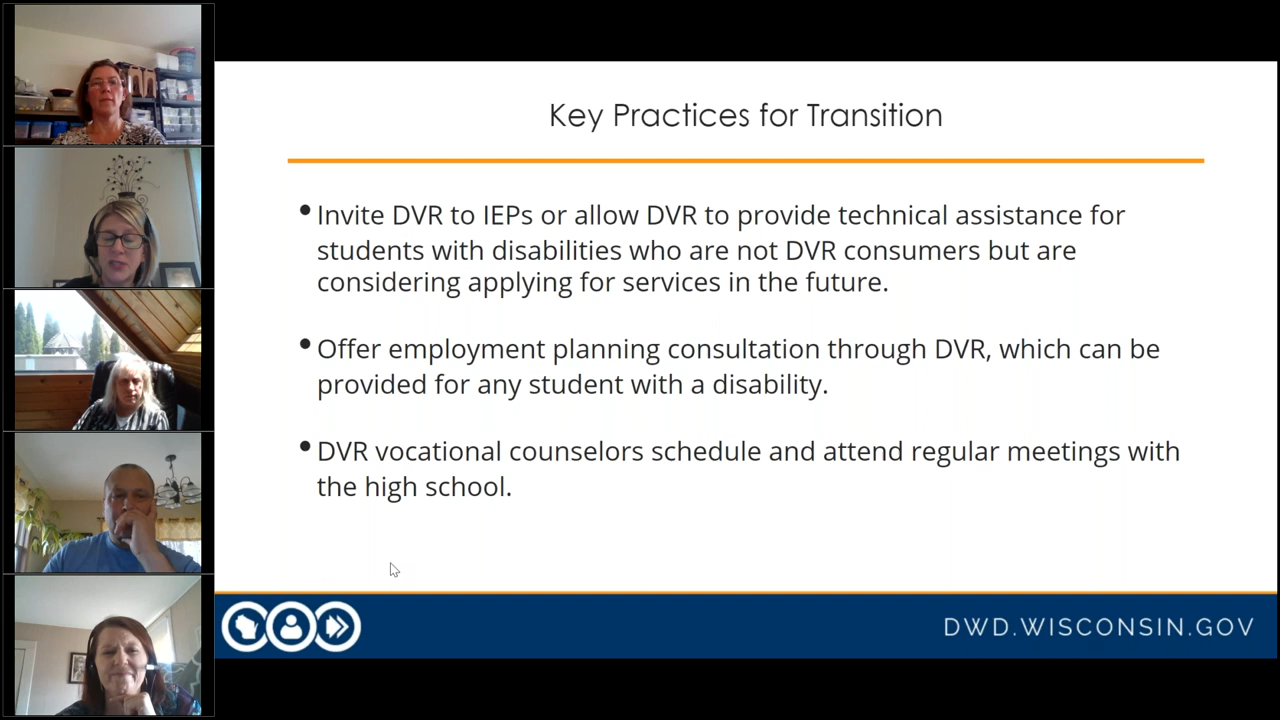 Key Practices for Transition
• Invite DVR to IEPs or allow DVR to provide technical assistance for
students with disabilities who are not DVR consumers but are
considering applying for services in the future.
• Offer employment planning consultation through DVR, which can be
provided for any student with a disability.
• DVR vocational counselors schedule and attend regular meetings with
the high school.
DWD.WISCONSIN.GOV